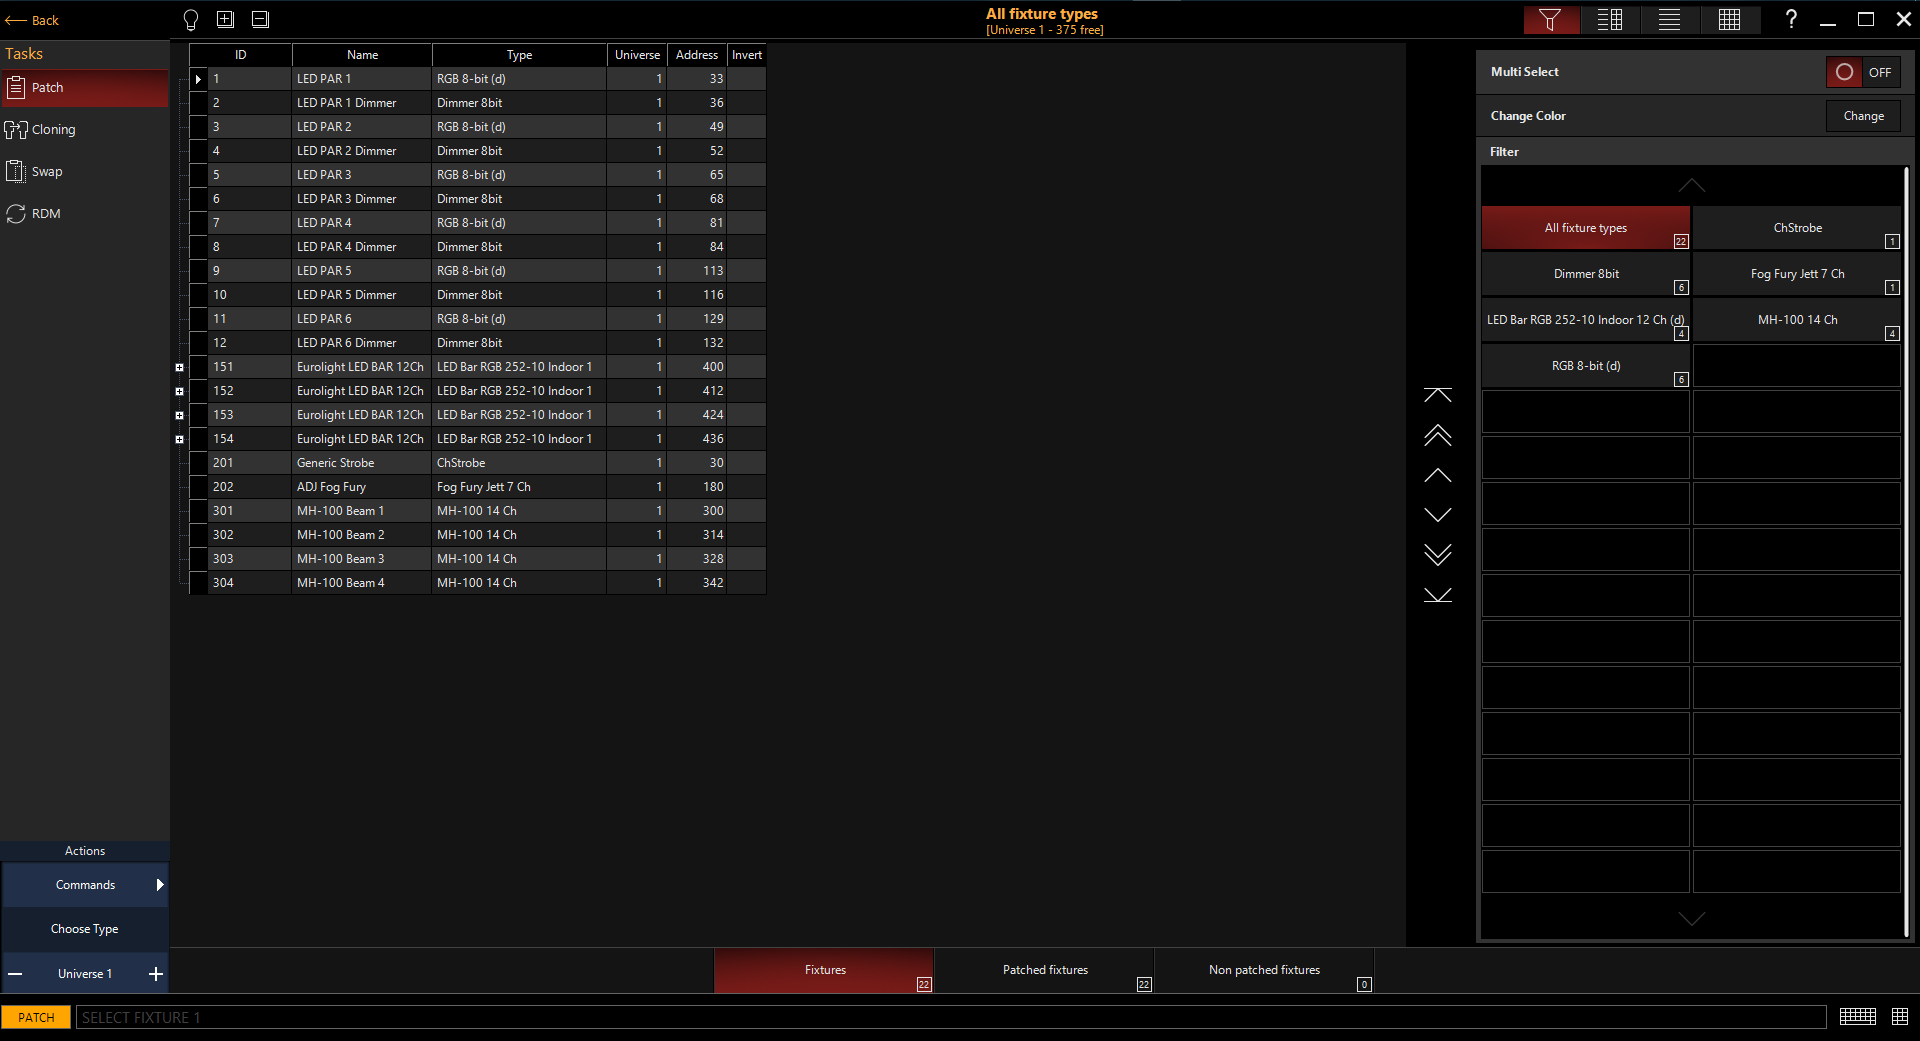 Back
All fixture types
[Universe 1 - 375 free]
?
Tasks
Patch
Cloning
Swap
RDM
ID Name Type Universe Address Invert
1 LED PAR 1 RGB 8-bit (d) 1 33
2 LED PAR 1 Dimmer Dimmer 8bit 1 36
3 LED PAR 2 RGB 8-bit (d) 1 49
4 LED PAR 2 Dimmer Dimmer 8bit 1 52
5 LED PAR 3 RGB 8-bit (d) 1 65
6 LED PAR 3 Dimmer Dimmer 8bit 1 68
7 LED PAR 4 RGB 8-bit (d) 1 81
8 LED PAR 4 Dimmer Dimmer 8bit 1 84
9 LED PAR 5 RGB 8-bit (d) 1 113
10 LED PAR 5 Dimmer Dimmer 8bit 1 116
11 LED PAR 6 RGB 8-bit (d) 1 129
12 LED PAR 6 Dimmer Dimmer 8bit 1 132
151 Eurolight LED BAR 12Ch LED Bar RGB 252-10 Indoor 1 1 400
152 Eurolight LED BAR 12Ch LED Bar RGB 252-10 Indoor 1 1 412
153 Eurolight LED BAR 12Ch LED Bar RGB 252-10 Indoor 1 1 424
154 Eurolight LED BAR 12Ch LED Bar RGB 252-10 Indoor 1 1 436
201 Generic Strobe ChStrobe 1 30
202 ADJ Fog Fury Fog Fury Jett 7 Ch 1 180
301 MH-100 Beam 1 MH-100 14 Ch 1 300
302 MH-100 Beam 2 MH-100 14 Ch 1 314
303 MH-100 Beam 3 MH-100 14 Ch 1 328
304 MH-100 Beam 4 MH-100 14 Ch 1 342
Multi Select OFF
Change Color Change
Filter
All fixture types 22 ChStrobe 1
Dimmer 8bit 6 Fog Fury Jett 7 Ch 1
LED Bar RGB 252-10 Indoor 12 Ch (d) 4 MH-100 14 Ch 4
RGB 8-bit (d) 6
Actions
Commands
Choose Type
Universe 1
Fixtures 22 Patched fixtures 22 Non patched fixtures 0
PATCH SELECT FIXTURE 1